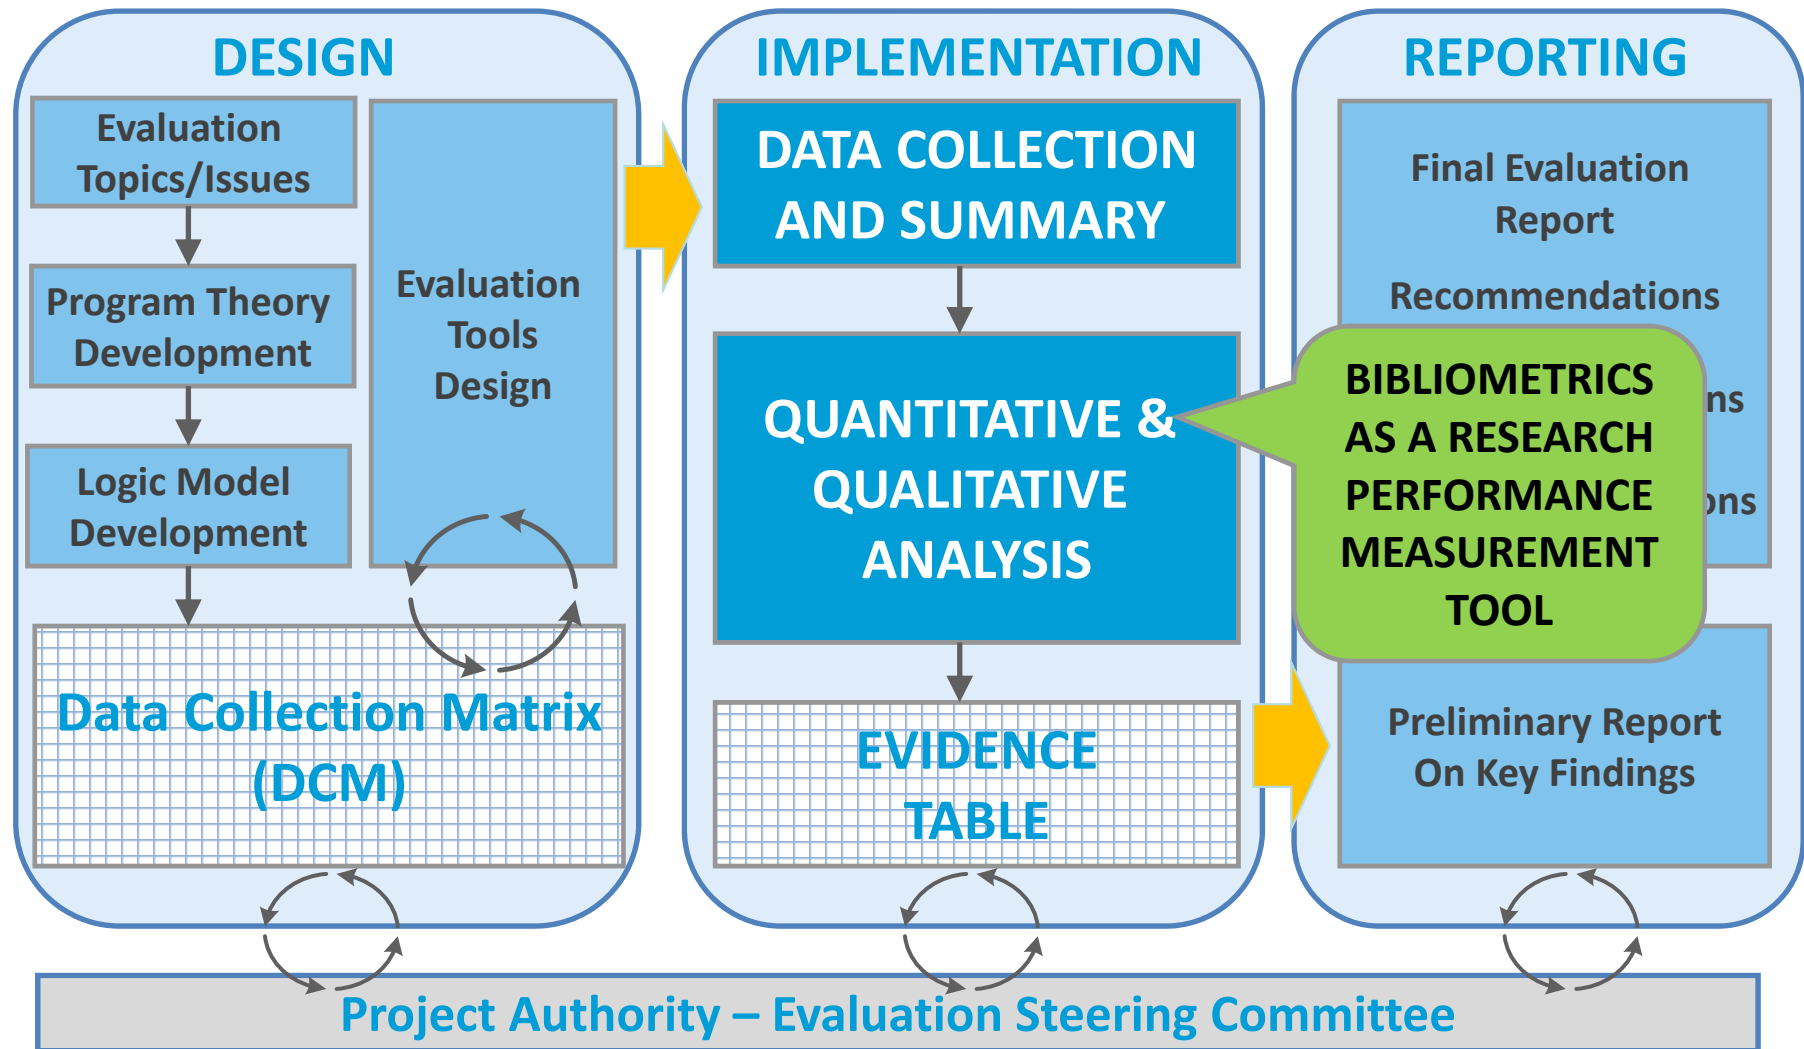 DESIGN
Evaluation
Topics/Issues
Program Theory
Development
Logic Model
Development
Evaluation
Tools
Design
Data Collection Matrix
(DCM)
IMPLEMENTATION
DATA COLLECTION
AND SUMMARY
QUANTITATIVE &
QUALITATIVE
ANALYSIS
EVIDENCE
TABLE
REPORTING
Final Evaluation
Report
Recommendations
BIBLIOMETRICS
AS A RESEARCH
PERFORMANCE
MEASUREMENT
TOOL
Preliminary Report
On Key Findings
Project Authority – Evaluation Steering Committee